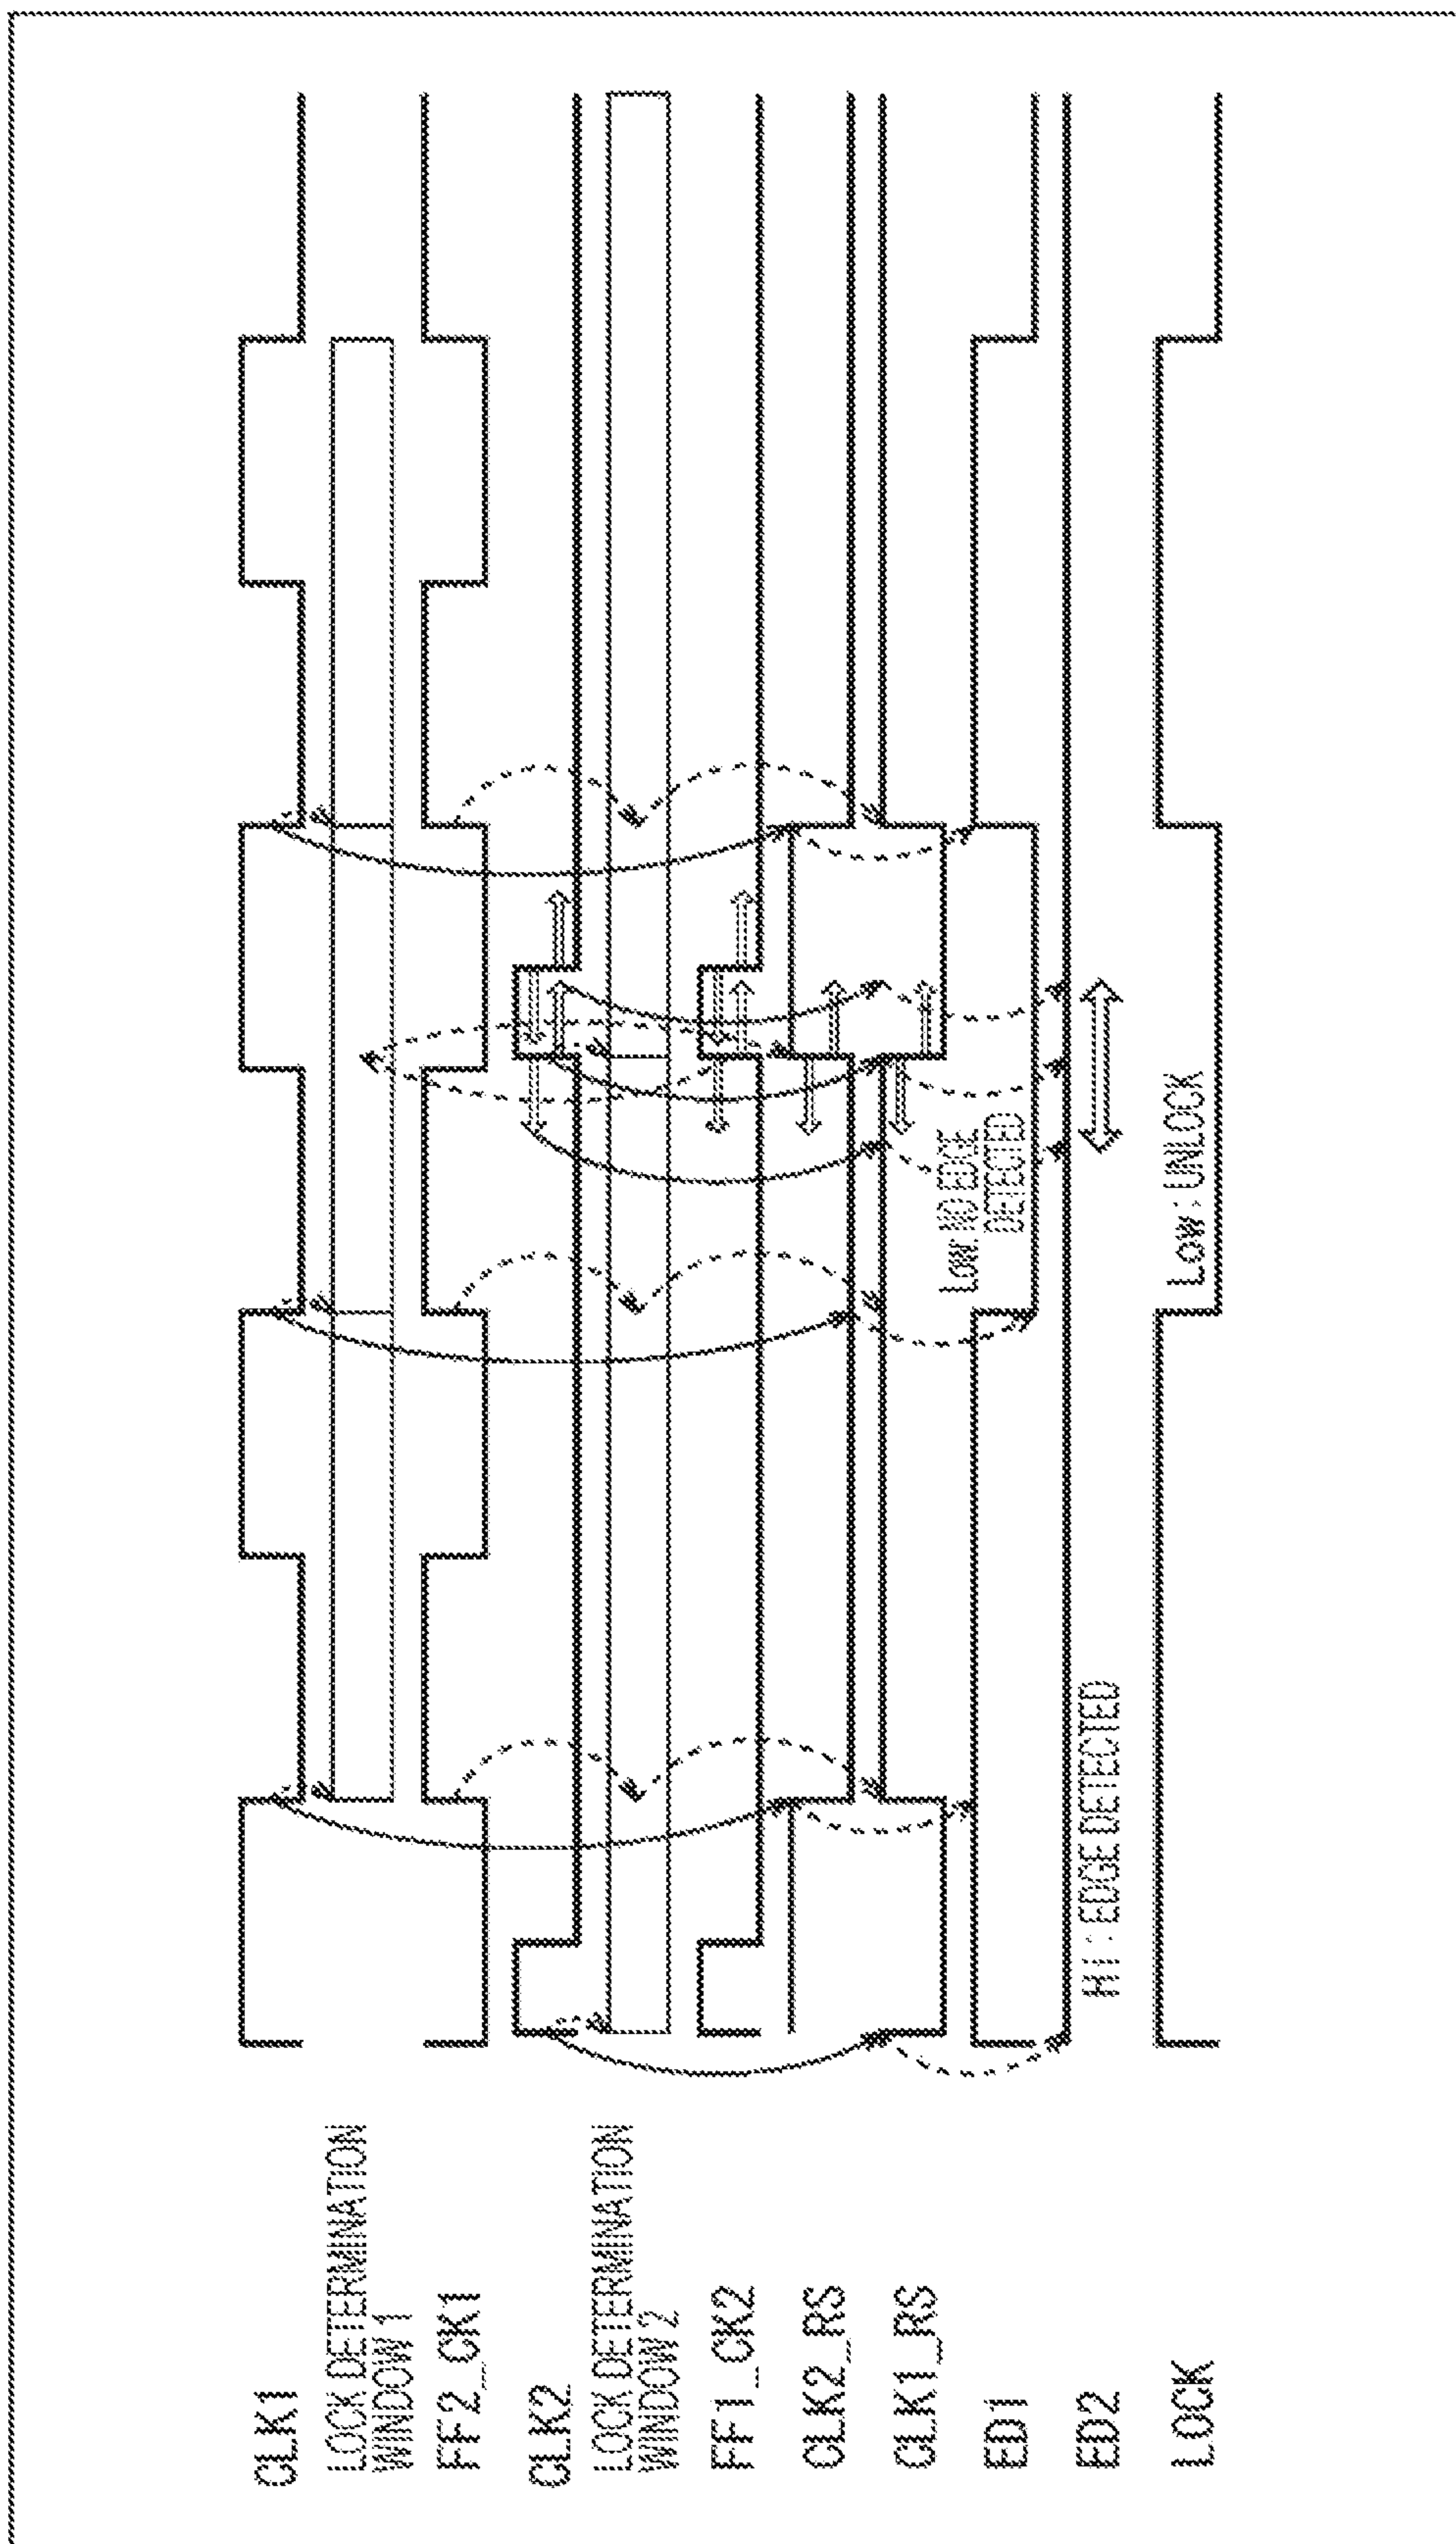 CLK1
LOCK DETERMINATION
WINDOW 1
FF2_CK1
CLK2
LOCK DETERMINATION
WINDOW 2
FF1_CK2
CLK2_RS
CLK1_RS
Low: NO EDGE
DETECTED
ED1
ED2
Hi : EDGE DETECTED
LOCK
Low : UNLOCK